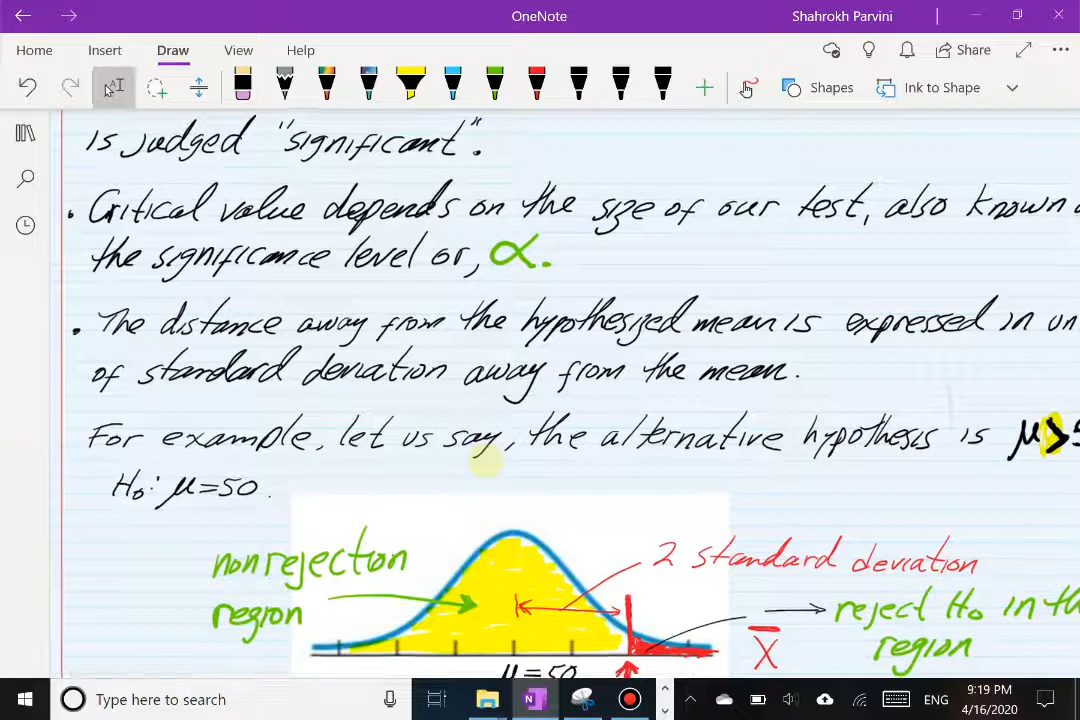 OneNote
Shahrokh Parvini
Home Insert Draw View Help
Share
Shapes
Ink to Shape
is judged "significant".
. Critical value depends on the size of our test, also known
the significance level or, α.
. The distance away from the hypothesized mean is expressed in un
of standard deviation away from the mean.
For example, let us say, the alternative hypothesis is μ>5
H₀: μ=50.
nonrejection
region
2 standard deviation
→ reject H₀ in th
region
X̅
μ=50
Type here to search
ENG
9:19 PM
4/16/2020